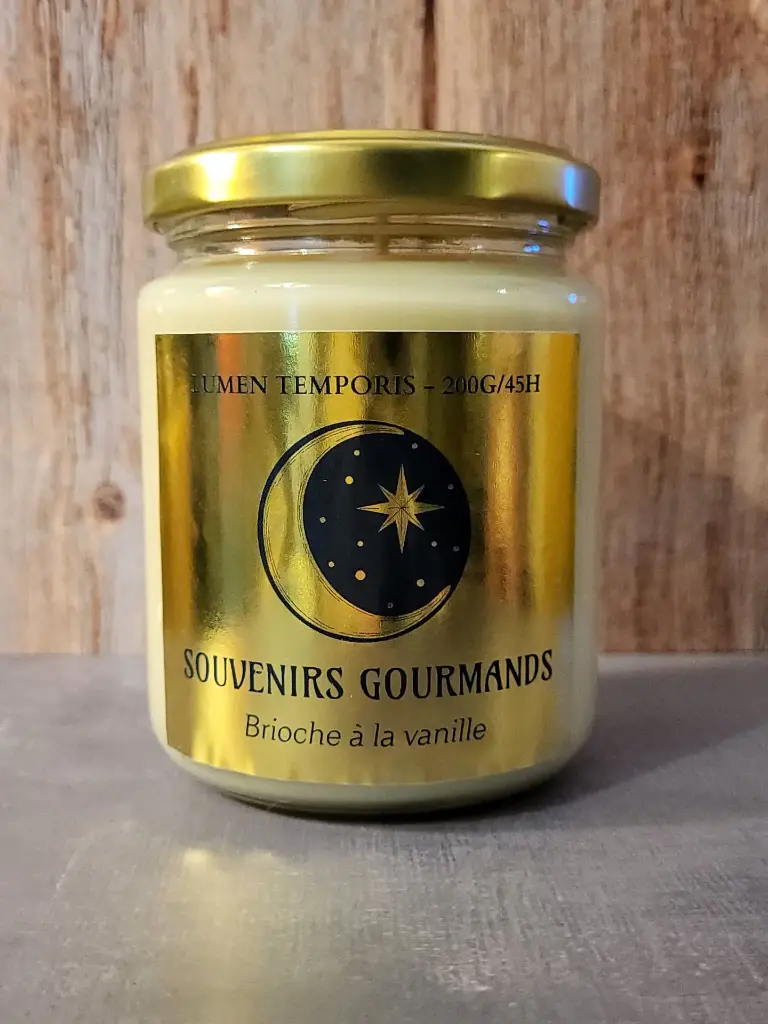 LUMEN TEMPORIS – 200G/45H
SOUVENIRS GOURMANDS
Brioche à la vanille